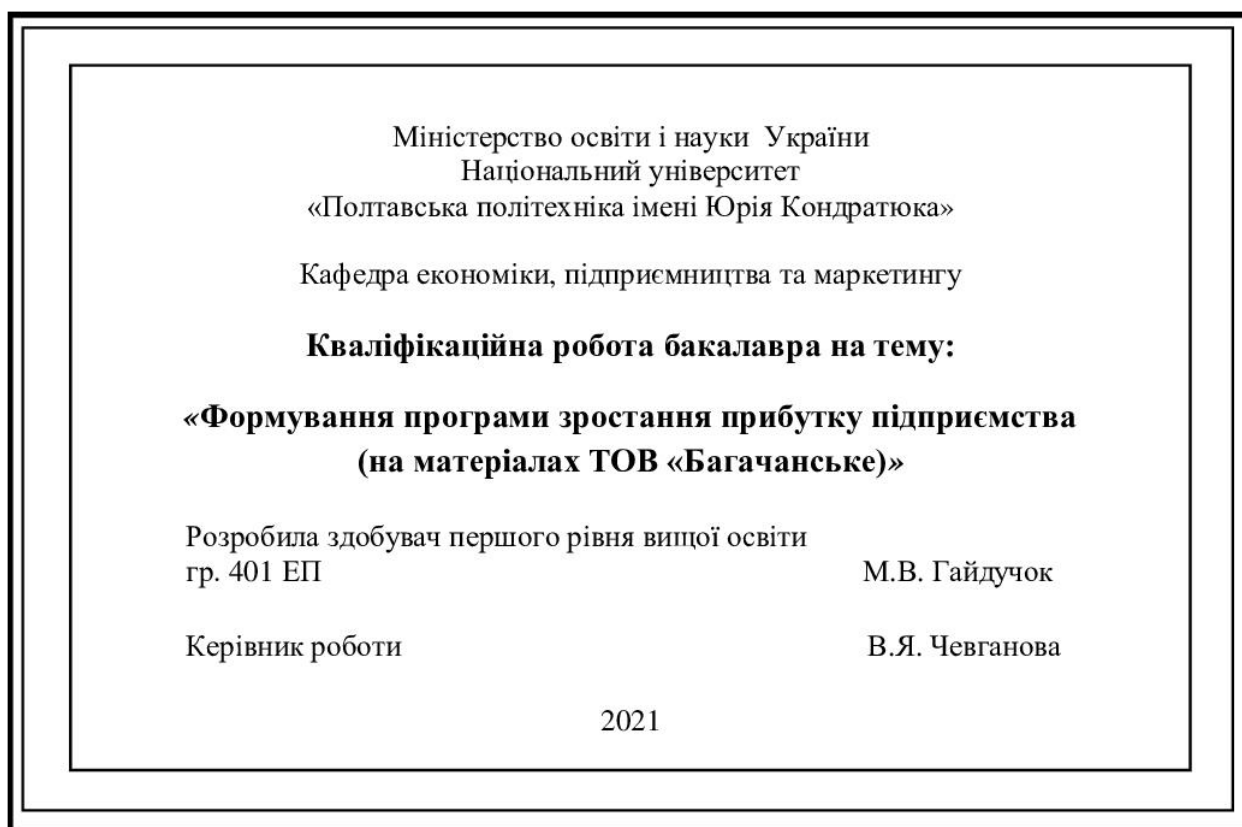 Міністерство освіти і науки України
Національний університет
«Полтавська політехніка імені Юрія Кондратюка»
Кафедра економіки, підприємництва та маркетингу
Кваліфікаційна робота бакалавра на тему:
«Формування програми зростання прибутку підприємства
(на матеріалах ТОВ «Багачанське)»
Розробила здобувач першого рівня вищої освіти
гр. 401 ЕП М.В. Гайдучок
Керівник роботи В.Я. Чевганова
2021